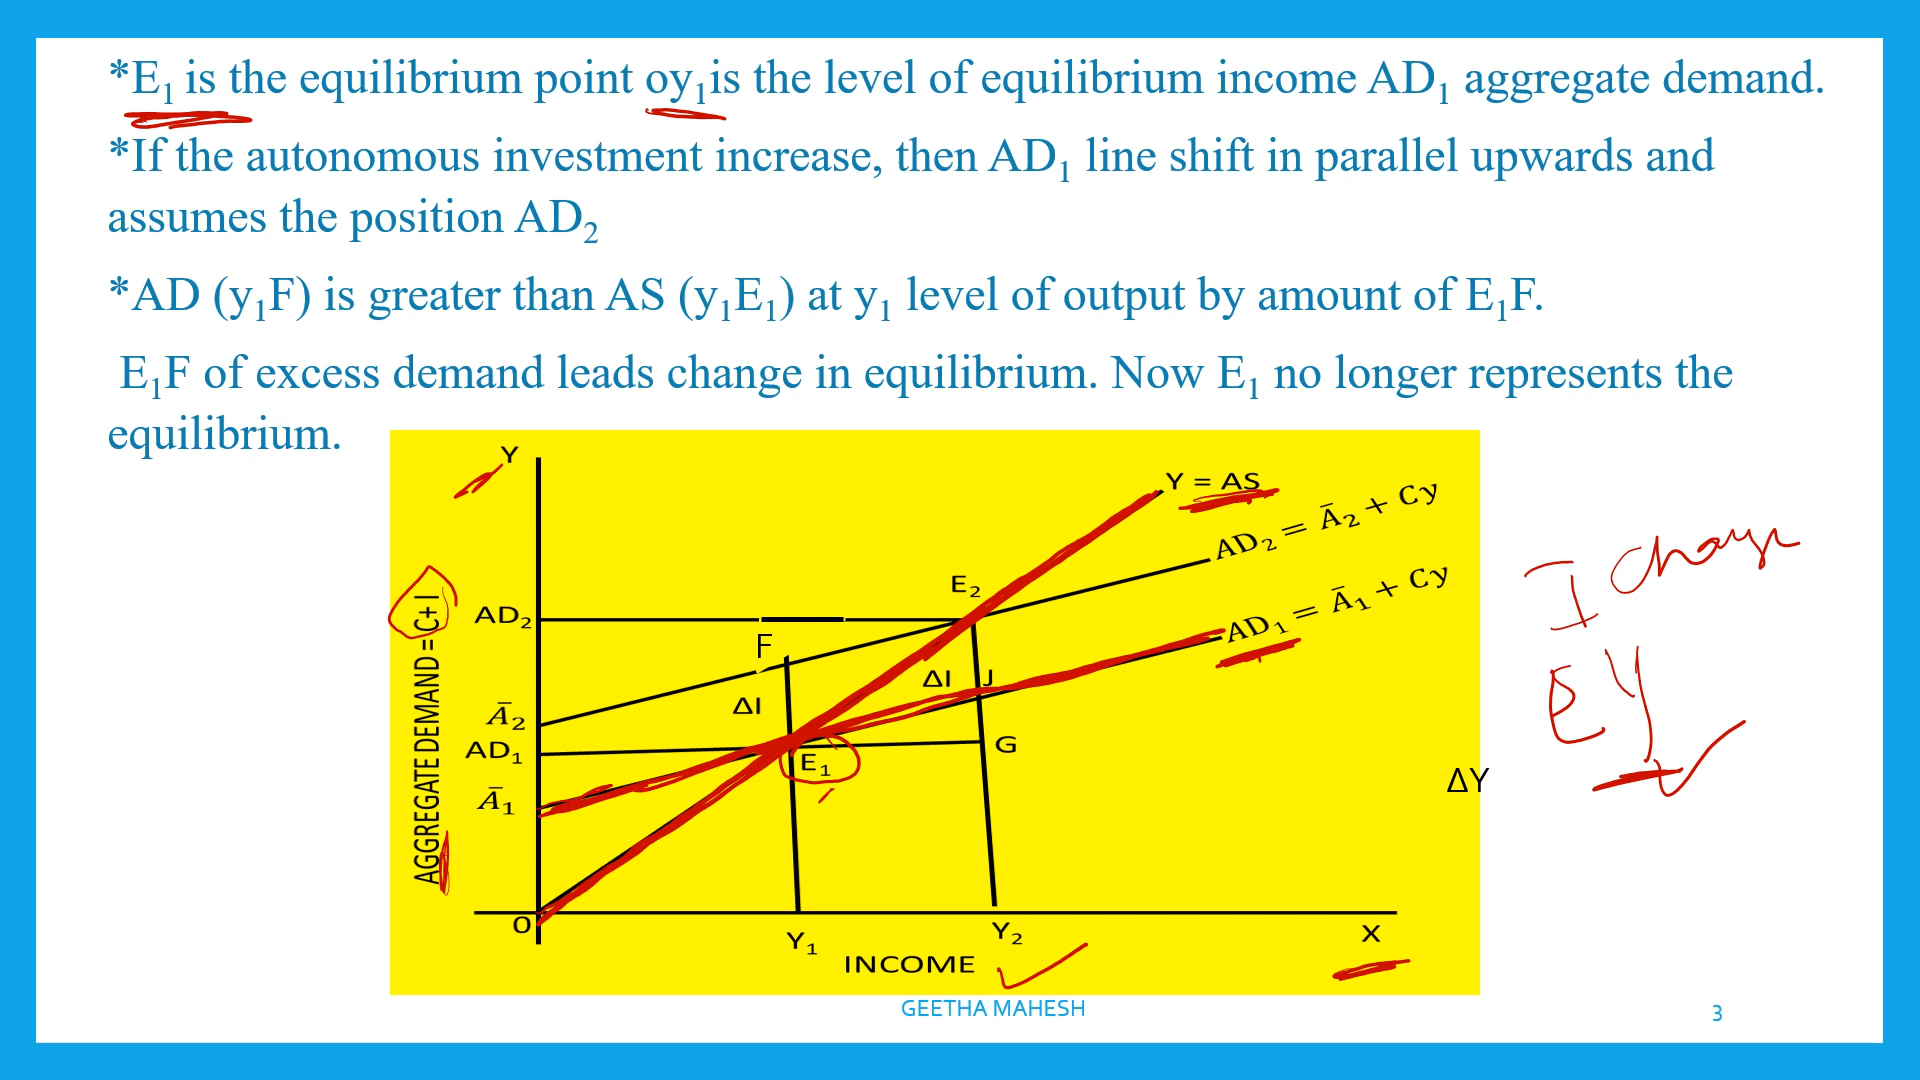 *E₁ is the equilibrium point oy₁is the level of equilibrium income AD₁ aggregate demand.
*If the autonomous investment increase, then AD₁ line shift in parallel upwards and
assumes the position AD₂
*AD (y₁F) is greater than AS (y₁E₁) at y₁ level of output by amount of E₁F.
E₁F of excess demand leads change in equilibrium. Now E₁ no longer represents the
equilibrium.
Y
Y = AS
AD₂ = Ā₂ + Cy
AD₁ = Ā₁ + Cy
E₂
AD₂
F
ΔI
J
ΔI
Ā₂
AD₁
G
E₁
Ā₁
AGGREGATE DEMAND = C+I
I change
EY
ΔY
O
Y₁
Y₂
X
INCOME
GEETHA MAHESH
3